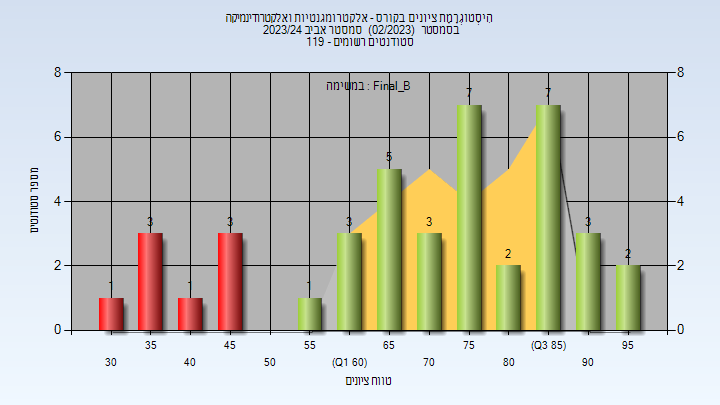 הִיסְטוֹגְרָמַת ציונים בקורס - אלקטרומגנטיות ואלקטרודינמיקה
בסמסטר (02/2023) סמסטר אביב 2023/24
סטודנטים רשומים - 119
במשימה : Final_B
8 8
7 7
6 6
5
3 3 3 3 3
4 4
2 2
1 1 1
2 2
0 0
מספר סטודנטים
35 45 55 65 75 (Q3 85) 95
30 40 50 (Q1 60) 70 80 90
טווח ציונים